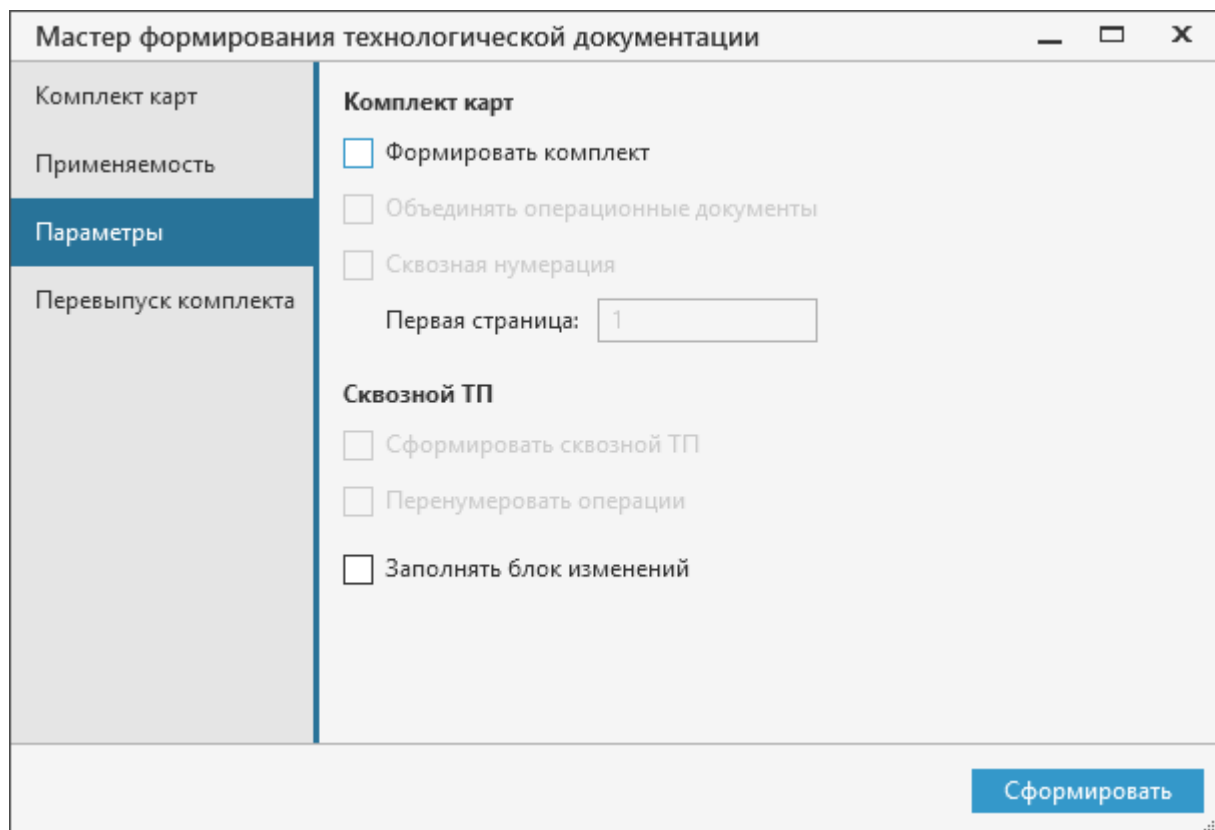 Мастер формирования технологической документации
Комплект карт
Применяемость
Параметры
Перевыпуск комплекта
Комплект карт
Формировать комплект
Объединять операционные документы
Сквозная нумерация
Первая страница: 1
Сквозной ТП
Сформировать сквозной ТП
Перенумеровать операции
Заполнять блок изменений
Сформировать